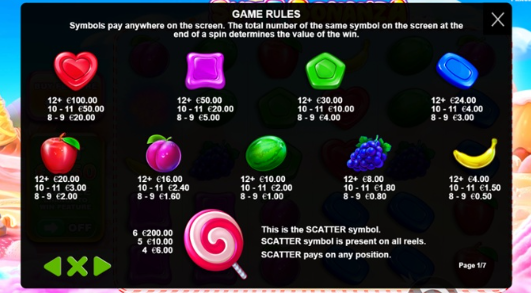 GAME RULES
Symbols pay anywhere on the screen. The total number of the same symbol on the screen at the
end of a spin determines the value of the win.
12+ €100.00
10 - 11 €50.00
8 - 9 €20.00
12+ €50.00
10 - 11 €20.00
8 - 9 €5.00
12+ €30.00
10 - 11 €10.00
8 - 9 €4.00
12+ €24.00
10 - 11 €4.00
8 - 9 €3.00
12+ €20.00
10 - 11 €3.00
8 - 9 €2.00
12+ €16.00
10 - 11 €2.40
8 - 9 €1.60
12+ €10.00
10 - 11 €2.00
8 - 9 €1.00
12+ €8.00
10 - 11 €1.80
8 - 9 €0.80
12+ €4.00
10 - 11 €1.50
8 - 9 €0.50
6 €200.00
5 €10.00
4 €6.00
This is the SCATTER symbol.
SCATTER symbol is present on all reels.
SCATTER pays on any position.
OFF
Page 1/7